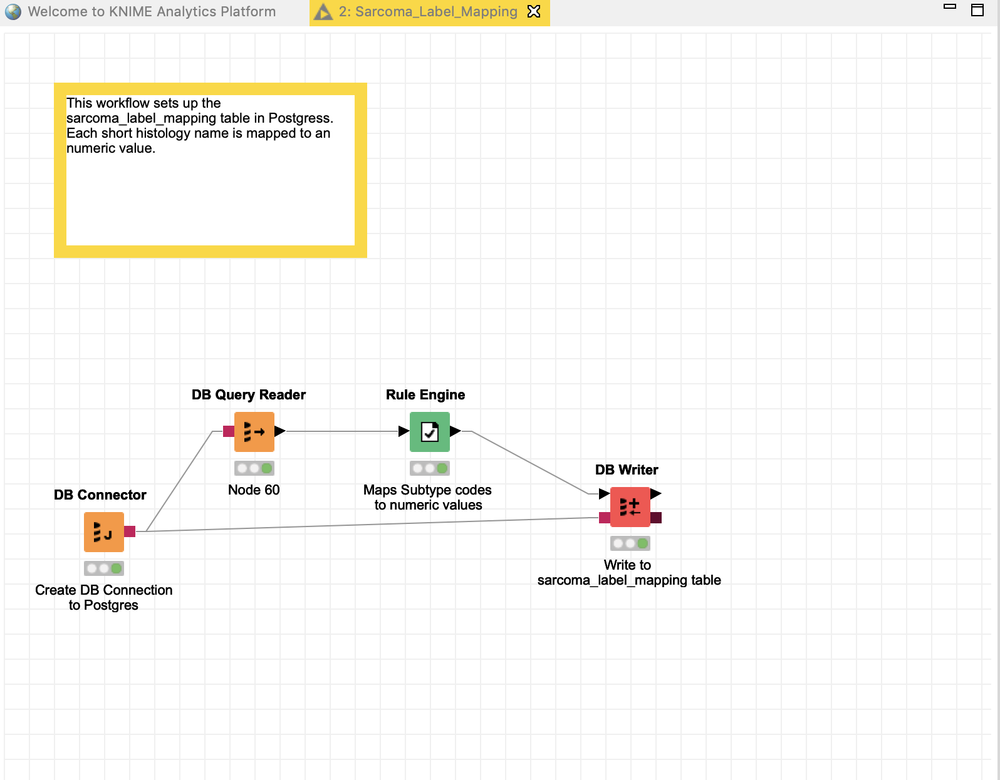 Welcome to KNIME Analytics Platform
2: Sarcoma_Label_Mapping
This workflow sets up the
sarcoma_label_mapping table in Postgress.
Each short histology name is mapped to an
numeric value.
DB Query Reader
Node 60
Rule Engine
Maps Subtype codes
to numeric values
DB Writer
Write to
sarcoma_label_mapping table
DB Connector
Create DB Connection
to Postgres